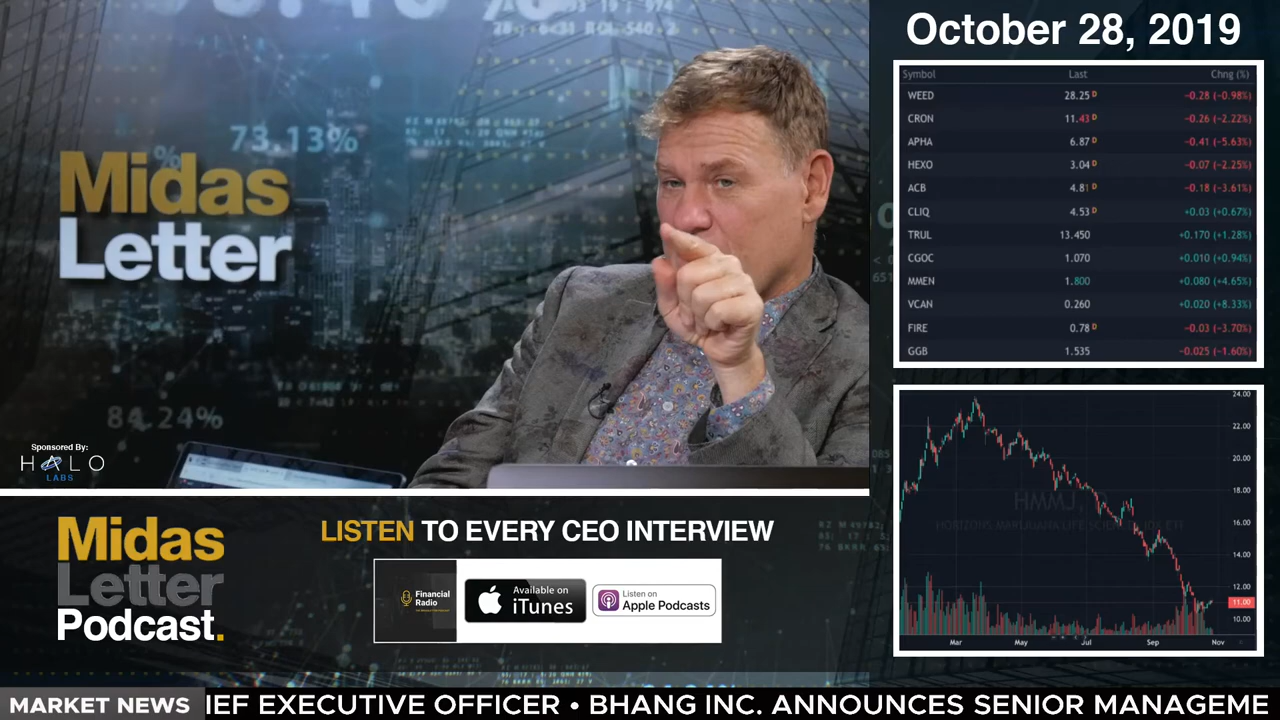 73.13%
%
Midas
Letter
84.24%
Sponsored By:
HALO
LABS
October 28, 2019
Symbol Last Chng (%)
WEED 28.25 D -0.28 (-0.98%)
CRON 11.43 D -0.26 (-2.22%)
APHA 6.87 D -0.41 (-5.63%)
HEXO 3.04 D -0.07 (-2.25%)
ACB 4.81 D -0.18 (-3.61%)
CLIQ 4.53 D +0.03 (+0.67%)
TRUL 13.450 +0.170 (+1.28%)
CGOC 1.070 +0.010 (+0.94%)
MMEN 1.800 +0.080 (+4.65%)
VCAN 0.260 +0.020 (+8.33%)
FIRE 0.78 D -0.03 (-3.70%)
GGB 1.535 -0.025 (-1.60%)
24.00
22.00
20.00
18.00
16.00
14.00
12.00
11.00
10.00
Mar May Jul Sep Nov
Midas
Letter
Podcast.
LISTEN TO EVERY CEO INTERVIEW
Financial
Radio
Available on
iTunes
Listen on
Apple Podcasts
MARKET NEWS IEF EXECUTIVE OFFICER • BHANG INC. ANNOUNCES SENIOR MANAGEME